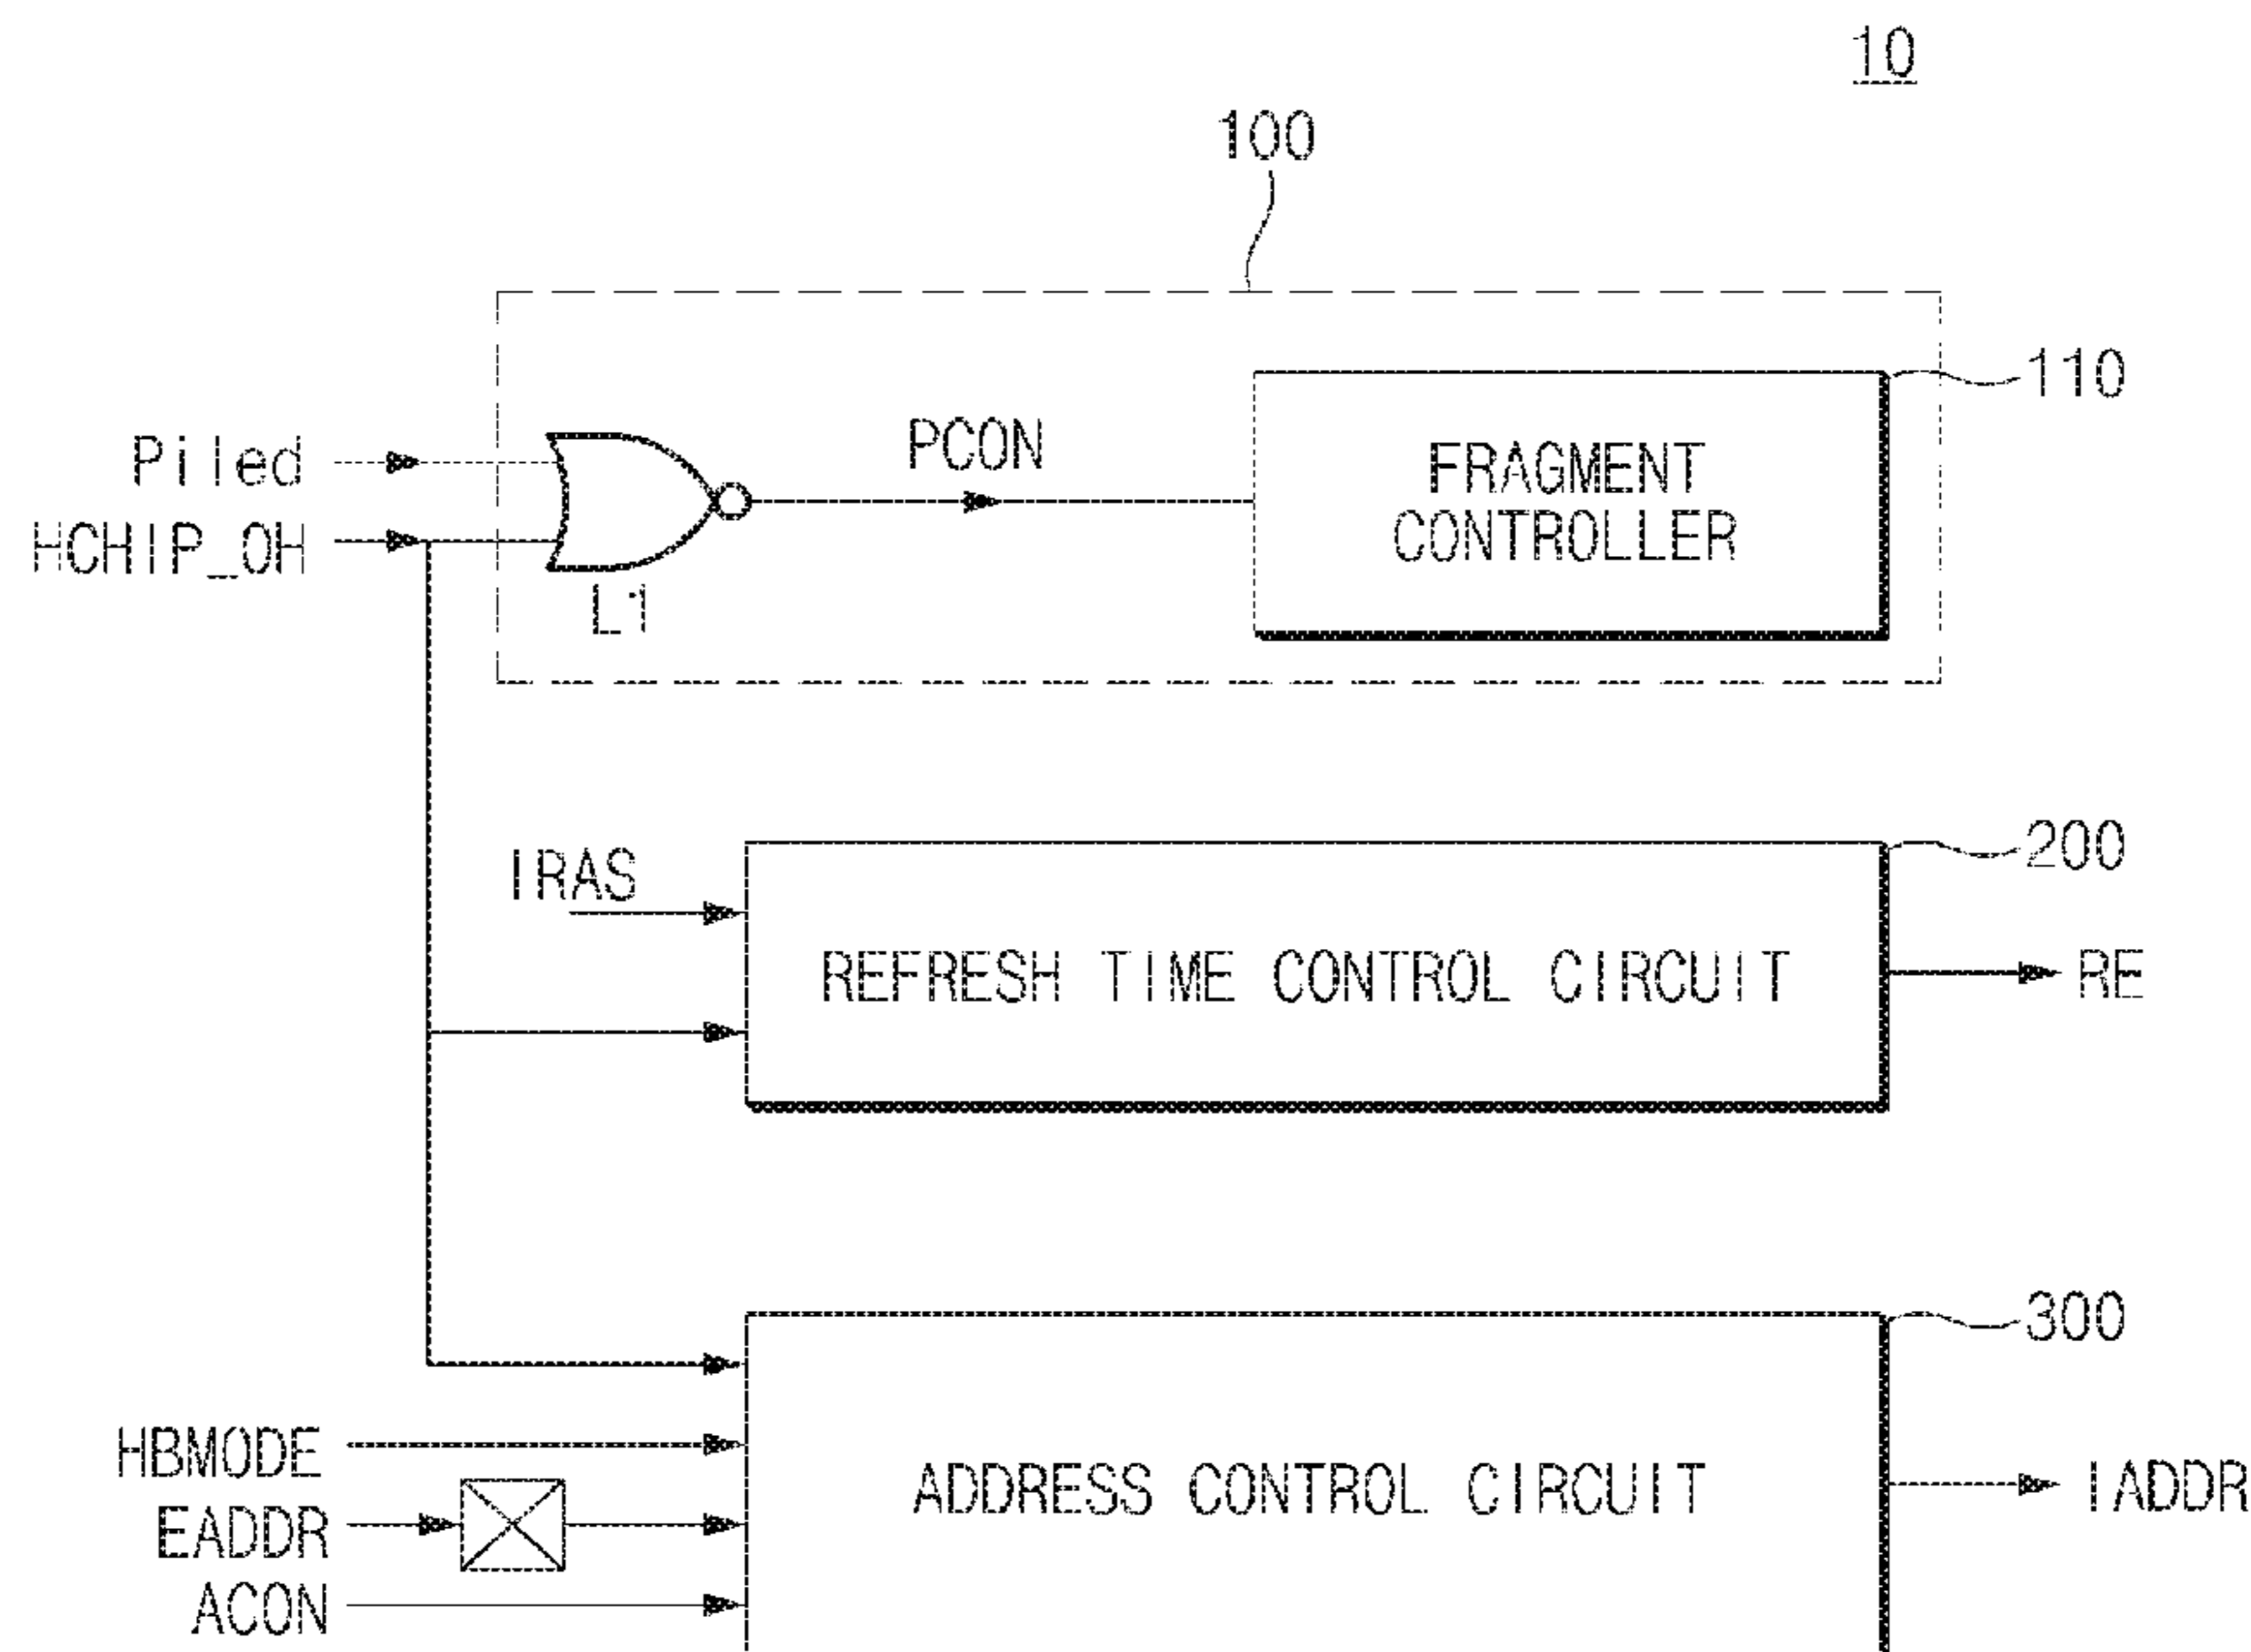 10
100
110
Piled
PCON
FRAGMENT
CONTROLLER
HCHIP_OH
L1
200
IRAS
REFRESH TIME CONTROL CIRCUIT
RE
300
HBMODE
ADDRESS CONTROL CIRCUIT
IADDR
EADDR
ACON